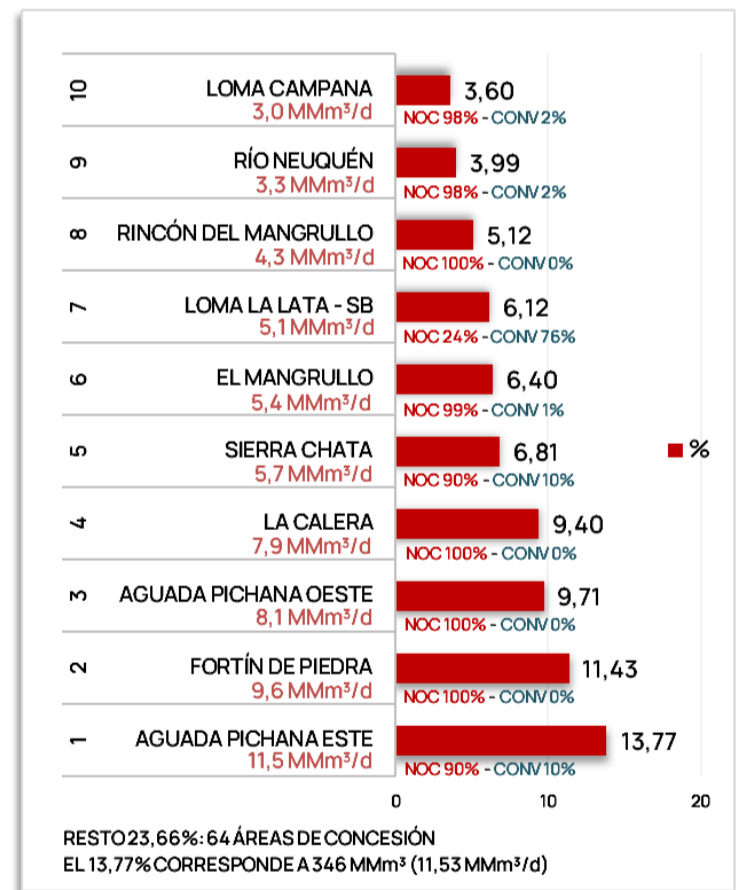 10
LOMA CAMPANA
3,0 MMm³/d
3,60
NOC 98% - CONV 2%
9
RÍO NEUQUÉN
3,3 MMm³/d
3,99
NOC 98% - CONV 2%
8
RINCÓN DEL MANGRULLO
4,3 MMm³/d
5,12
NOC 100% - CONV 0%
7
LOMA LA LATA - SB
5,1 MMm³/d
6,12
NOC 24% - CONV 76%
6
EL MANGRULLO
5,4 MMm³/d
6,40
NOC 99% - CONV 1%
5
SIERRA CHATA
5,7 MMm³/d
6,81
NOC 90% - CONV 10%
%
4
LA CALERA
7,9 MMm³/d
9,40
NOC 100% - CONV 0%
3
AGUADA PICHANA OESTE
8,1 MMm³/d
9,71
NOC 100% - CONV 0%
2
FORTÍN DE PIEDRA
9,6 MMm³/d
11,43
NOC 100% - CONV 0%
1
AGUADA PICHANA ESTE
11,5 MMm³/d
13,77
NOC 90% - CONV 10%
0 10 20
RESTO 23,66%: 64 ÁREAS DE CONCESIÓN
EL 13,77% CORRESPONDE A 346 MMm³ (11,53 MMm³/d)